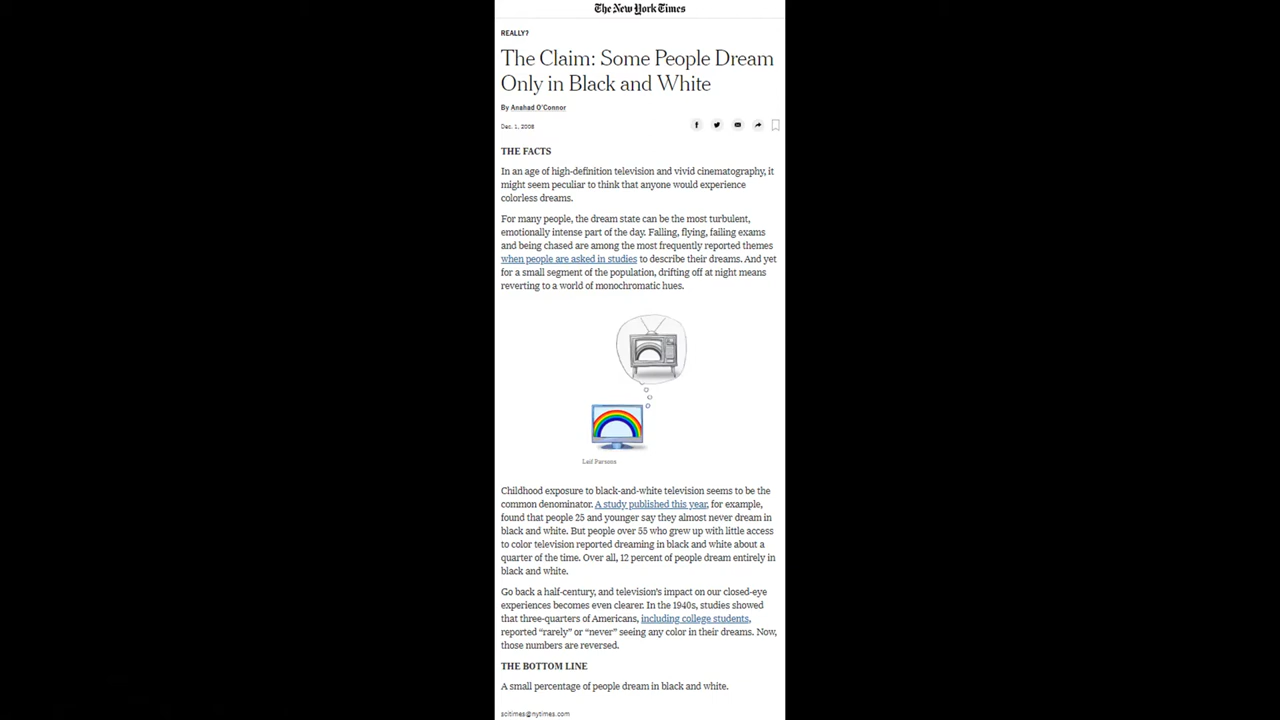 The New York Times
REALLY?
The Claim: Some People Dream
Only in Black and White
By Anahad O'Connor
Dec. 1, 2008
THE FACTS
In an age of high-definition television and vivid cinematography, it
might seem peculiar to think that anyone would experience
colorless dreams.
For many people, the dream state can be the most turbulent,
emotionally intense part of the day. Falling, flying, failing exams
and being chased are among the most frequently reported themes
when people are asked in studies to describe their dreams. And yet
for a small segment of the population, drifting off at night means
reverting to a world of monochromatic hues.
Leif Parsons
Childhood exposure to black-and-white television seems to be the
common denominator. A study published this year, for example,
found that people 25 and younger say they almost never dream in
black and white. But people over 55 who grew up with little access
to color television reported dreaming in black and white about a
quarter of the time. Over all, 12 percent of people dream entirely in
black and white.
Go back a half-century, and television's impact on our closed-eye
experiences becomes even clearer. In the 1940s, studies showed
that three-quarters of Americans, including college students,
reported “rarely” or “never” seeing any color in their dreams. Now,
those numbers are reversed.
THE BOTTOM LINE
A small percentage of people dream in black and white.
scitimes@nytimes.com